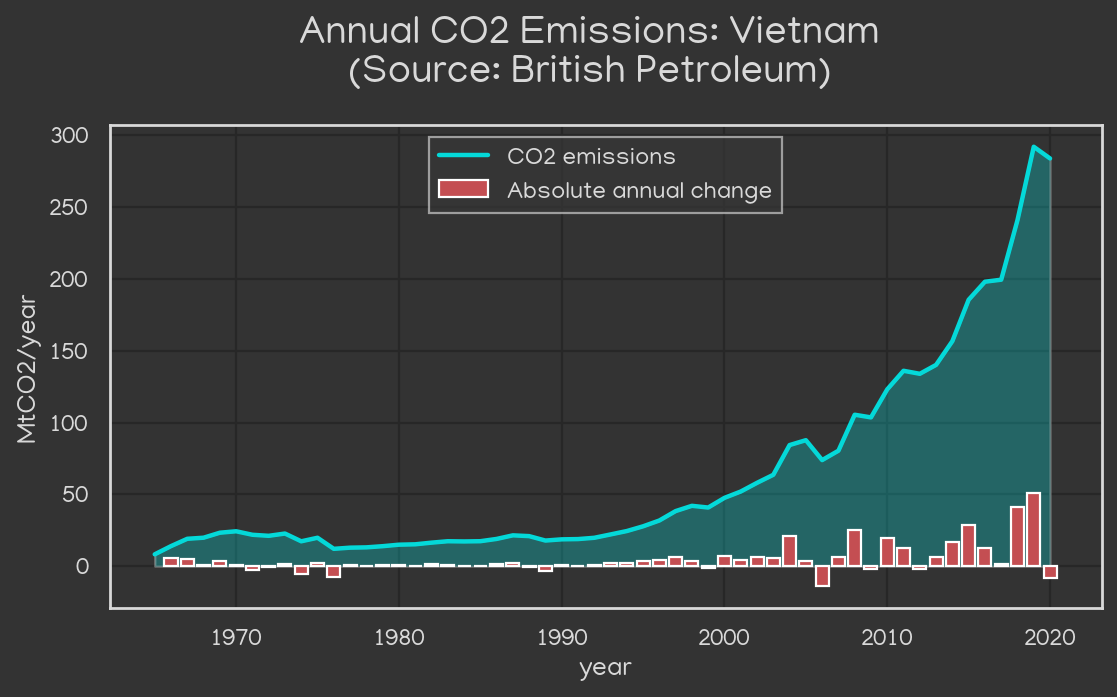 Annual CO2 Emissions: Vietnam
(Source: British Petroleum)
300
250
200
150
100
50
0
MtCO2/year
CO2 emissions
Absolute annual change
1970 1980 1990 2000 2010 2020
year